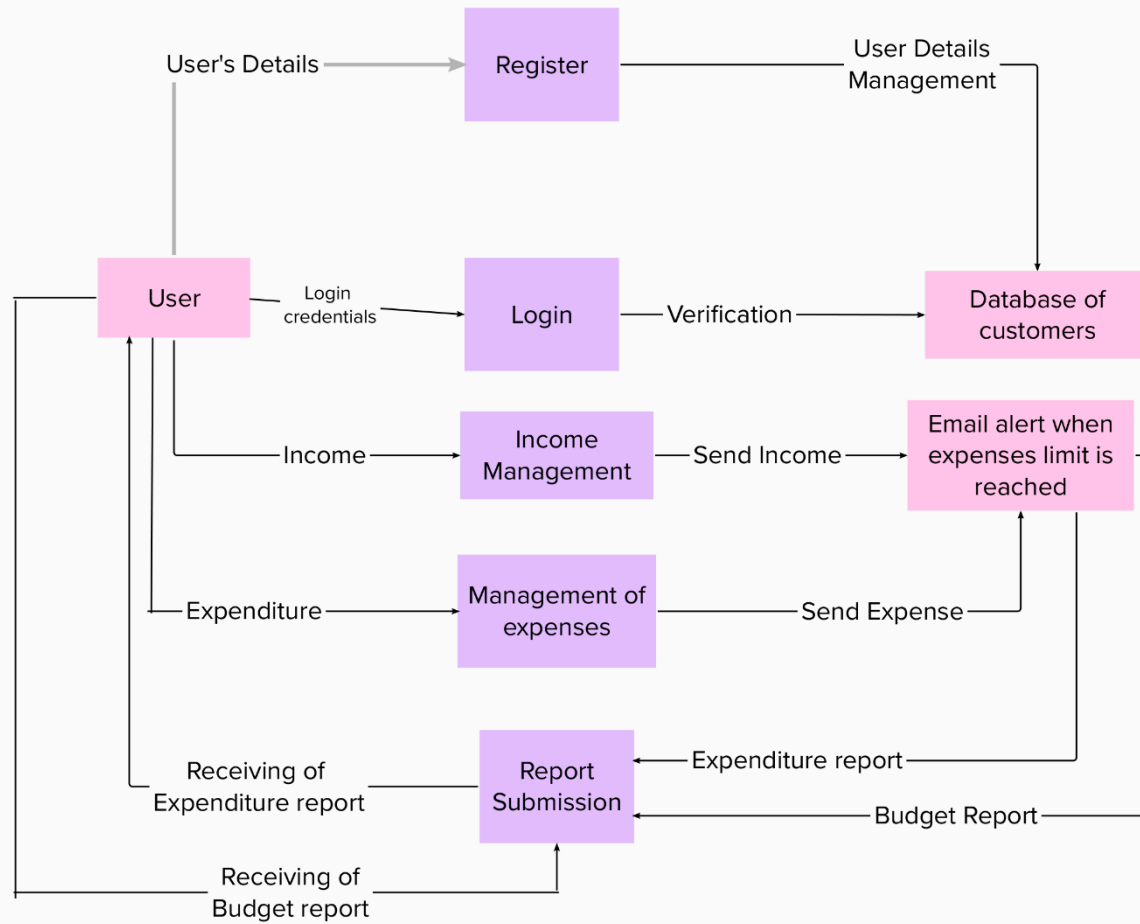 User's Details
Register
User Details
Management
User
Login
credentials
Login
Verification
Database of
customers
Income
Income
Management
Send Income
Email alert when
expenses limit is
reached
Expenditure
Management of
expenses
Send Expense
Receiving of
Expenditure report
Report
Submission
Expenditure report
Budget Report
Receiving of
Budget report